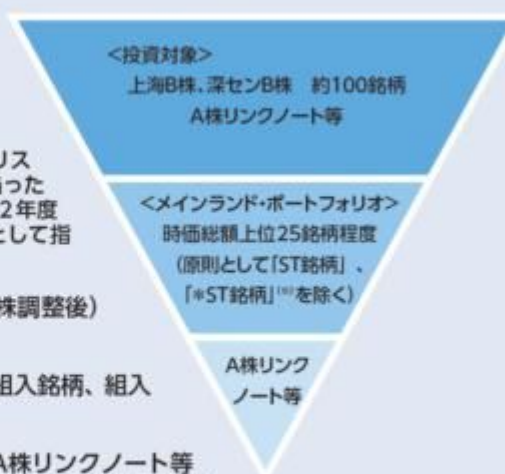 <投資対象>
上海B株、深センB株 約100銘柄
A株リンクノート等
リス
った
2年度
として指
<メインランド・ポートフォリオ>
時価総額上位25銘柄程度
(原則として「ST銘柄」、
「*ST銘柄」(※)を除く)
株調整後)
A株リンク
ノート等
組入銘柄、組入
A株リンクノート等